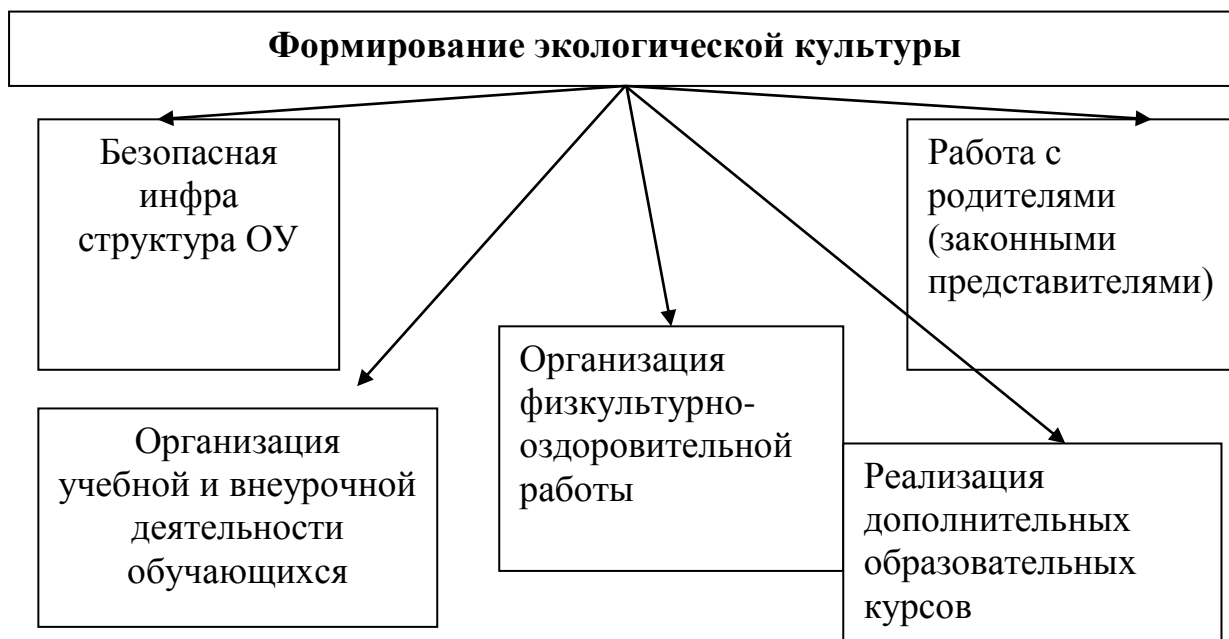 Формирование экологической культуры
Безопасная
инфра
структура ОУ
Работа с
родителями
(законными
представителями)
Организация
учебной и внеурочной
деятельности
обучающихся
Организация
физкультурно-
оздоровительной
работы
Реализация
дополнительных
образовательных
курсов